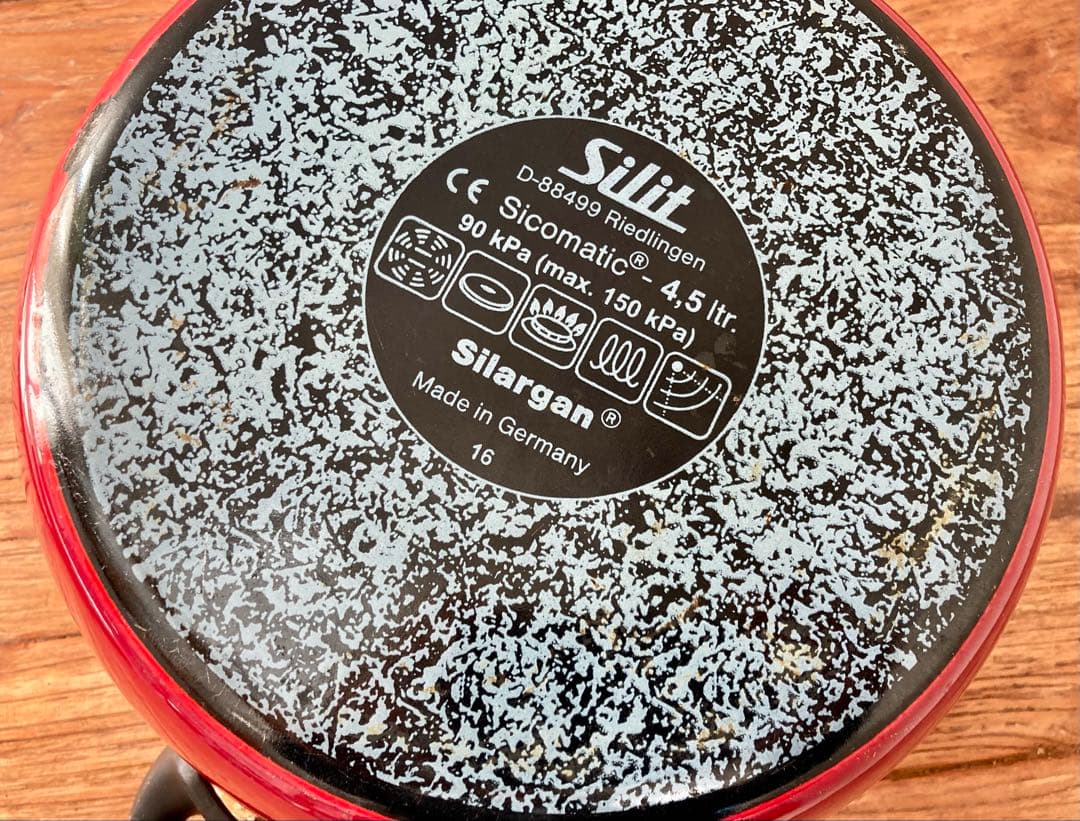 Silit
D-88499 Riedlingen
CE Sicomatic® - 4,5 ltr.
90 kPa (max. 150 kPa)
Silargan®
Made in Germany
16